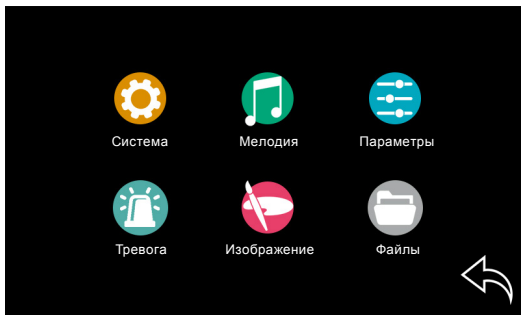 Система
Мелодия
Параметры
Тревога
Изображение
Файлы